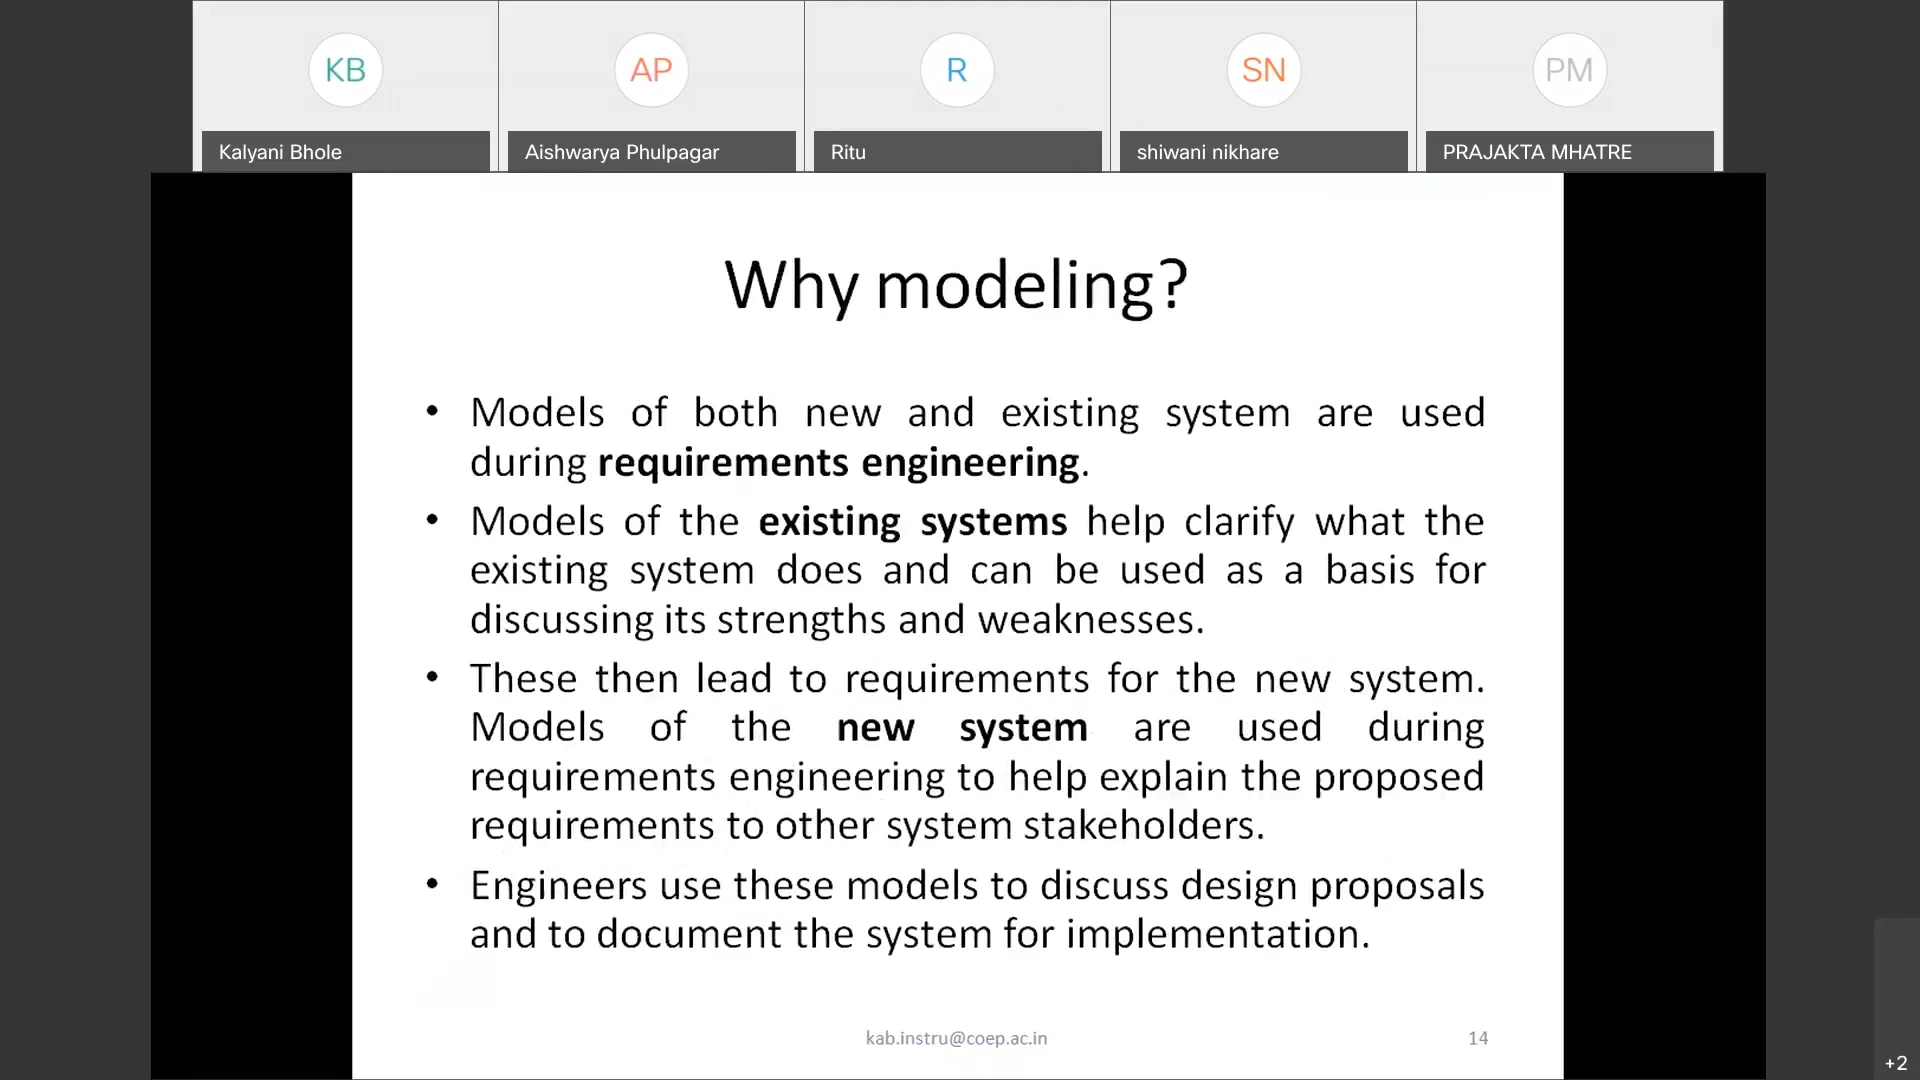 KB
AP
R
SN
PM
Kalyani Bhole
Aishwarya Phulpagar
Ritu
shiwani nikhare
PRAJAKTA MHATRE
Why modeling?
• Models of both new and existing system are used
during requirements engineering.
• Models of the existing systems help clarify what the
existing system does and can be used as a basis for
discussing its strengths and weaknesses.
• These then lead to requirements for the new system.
Models of the new system are used during
requirements engineering to help explain the proposed
requirements to other system stakeholders.
• Engineers use these models to discuss design proposals
and to document the system for implementation.
kab.instru@coep.ac.in
14
+2